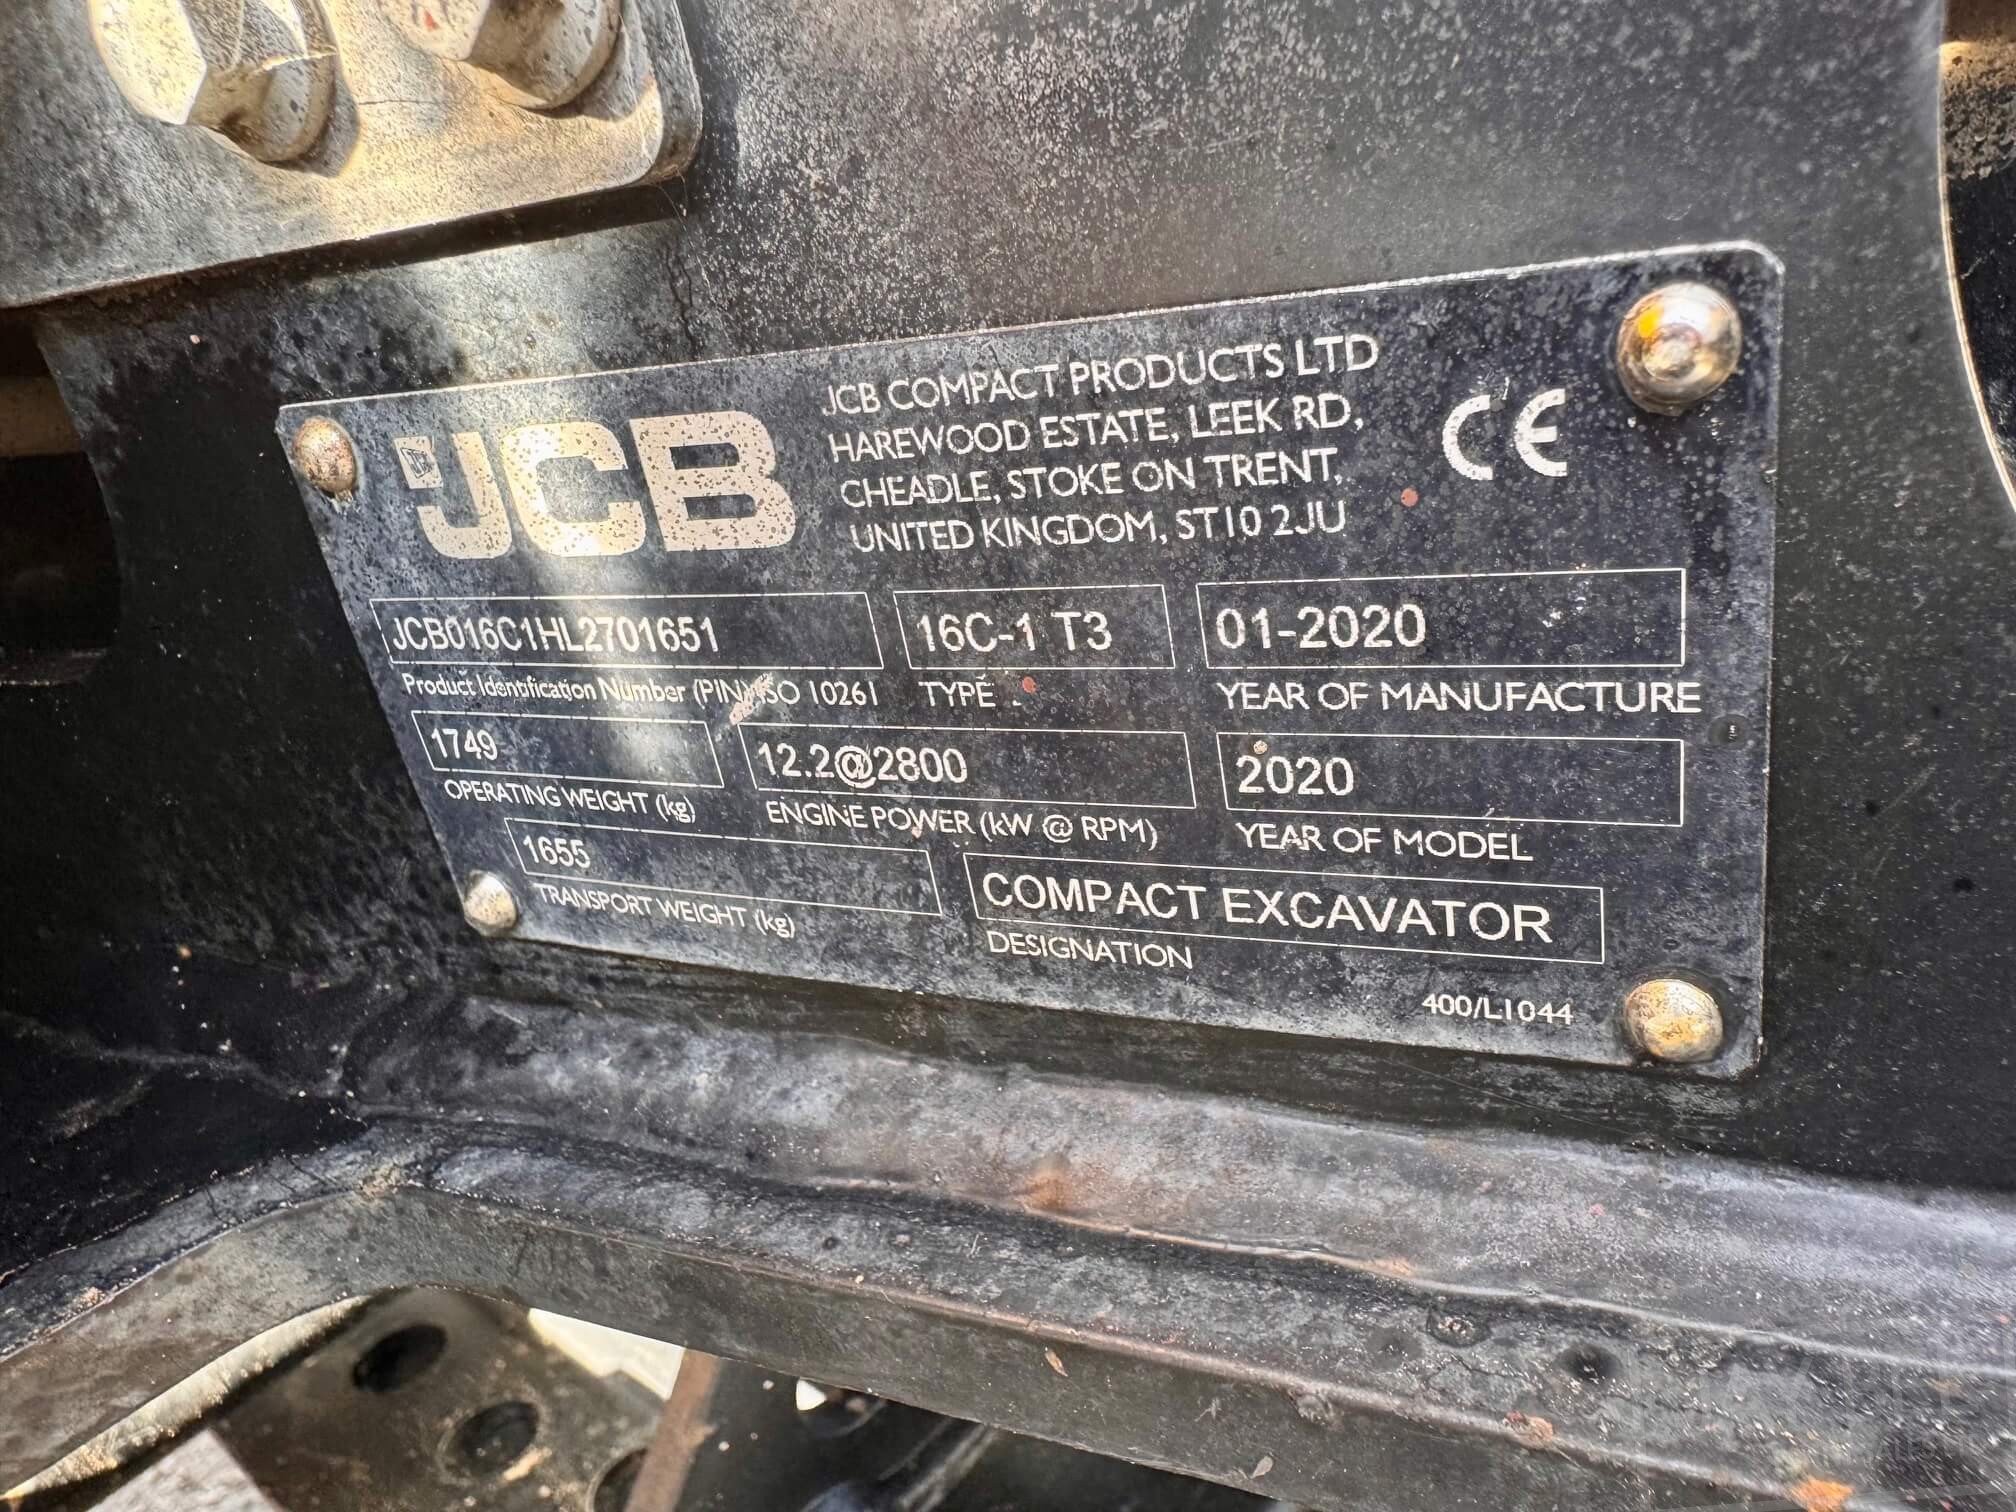 JCB
JCB COMPACT PRODUCTS LTD
HAREWOOD ESTATE, LEEK RD,
CHEADLE, STOKE ON TRENT,
UNITED KINGDOM, ST10 2JU
CE
JCB016C1HL2701651
Product Identification Number (PIN) ISO 10261
16C-1 T3
TYPE
01-2020
YEAR OF MANUFACTURE
1749
OPERATING WEIGHT (kg)
12.2@2800
ENGINE POWER (kW @ RPM)
2020
YEAR OF MODEL
1655
TRANSPORT WEIGHT (kg)
COMPACT EXCAVATOR
DESIGNATION
400/L1044